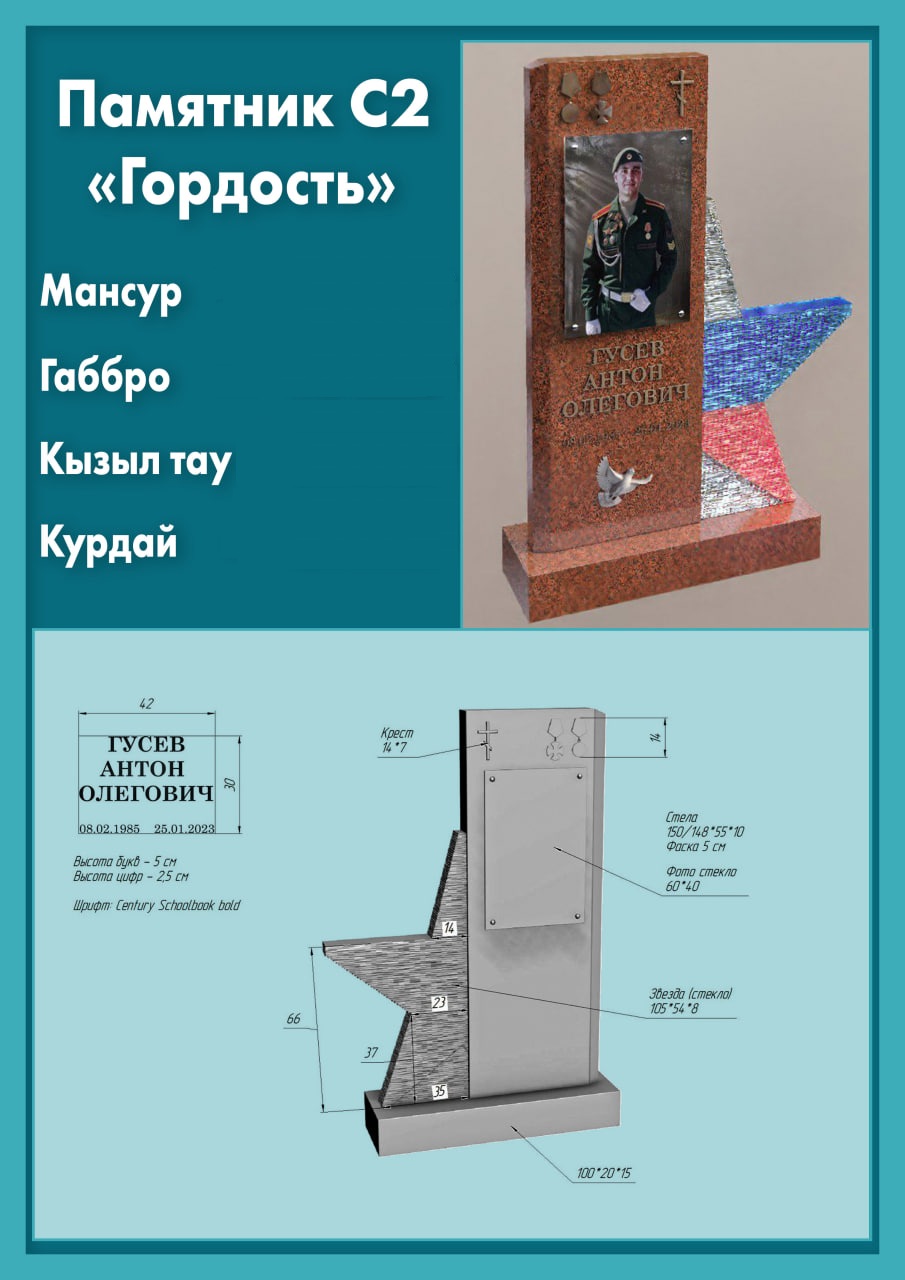 Памятник С2
«Гордость»
Мансур
Габбро
Кызыл тау
Курдай
ГУСЕВ
АНТОН
ОЛЕГОВИЧ
42
ГУСЕВ
АНТОН
ОЛЕГОВИЧ
08.02.1985 25.01.2023
30
Высота букв – 5 см
Высота цифр – 2,5 см
Шрифт: Century Schoolbook bold
Крест
14*7
14
Стела
150/148*55*10
Фаска 5 см
Фото стекло
60*40
14
Звезда (стекло)
105*54*8
23
66
37
35
100*20*15